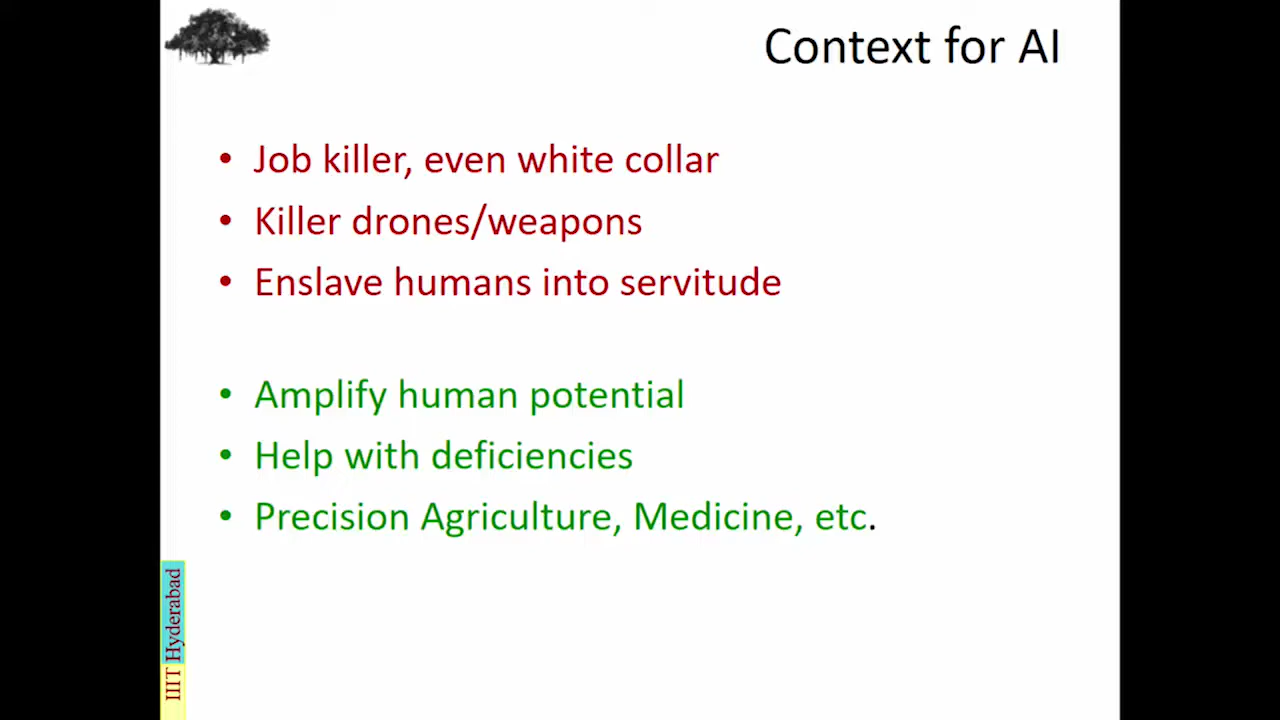 Context for AI
• Job killer, even white collar
• Killer drones/weapons
• Enslave humans into servitude
• Amplify human potential
• Help with deficiencies
• Precision Agriculture, Medicine, etc.
IIIT Hyderabad